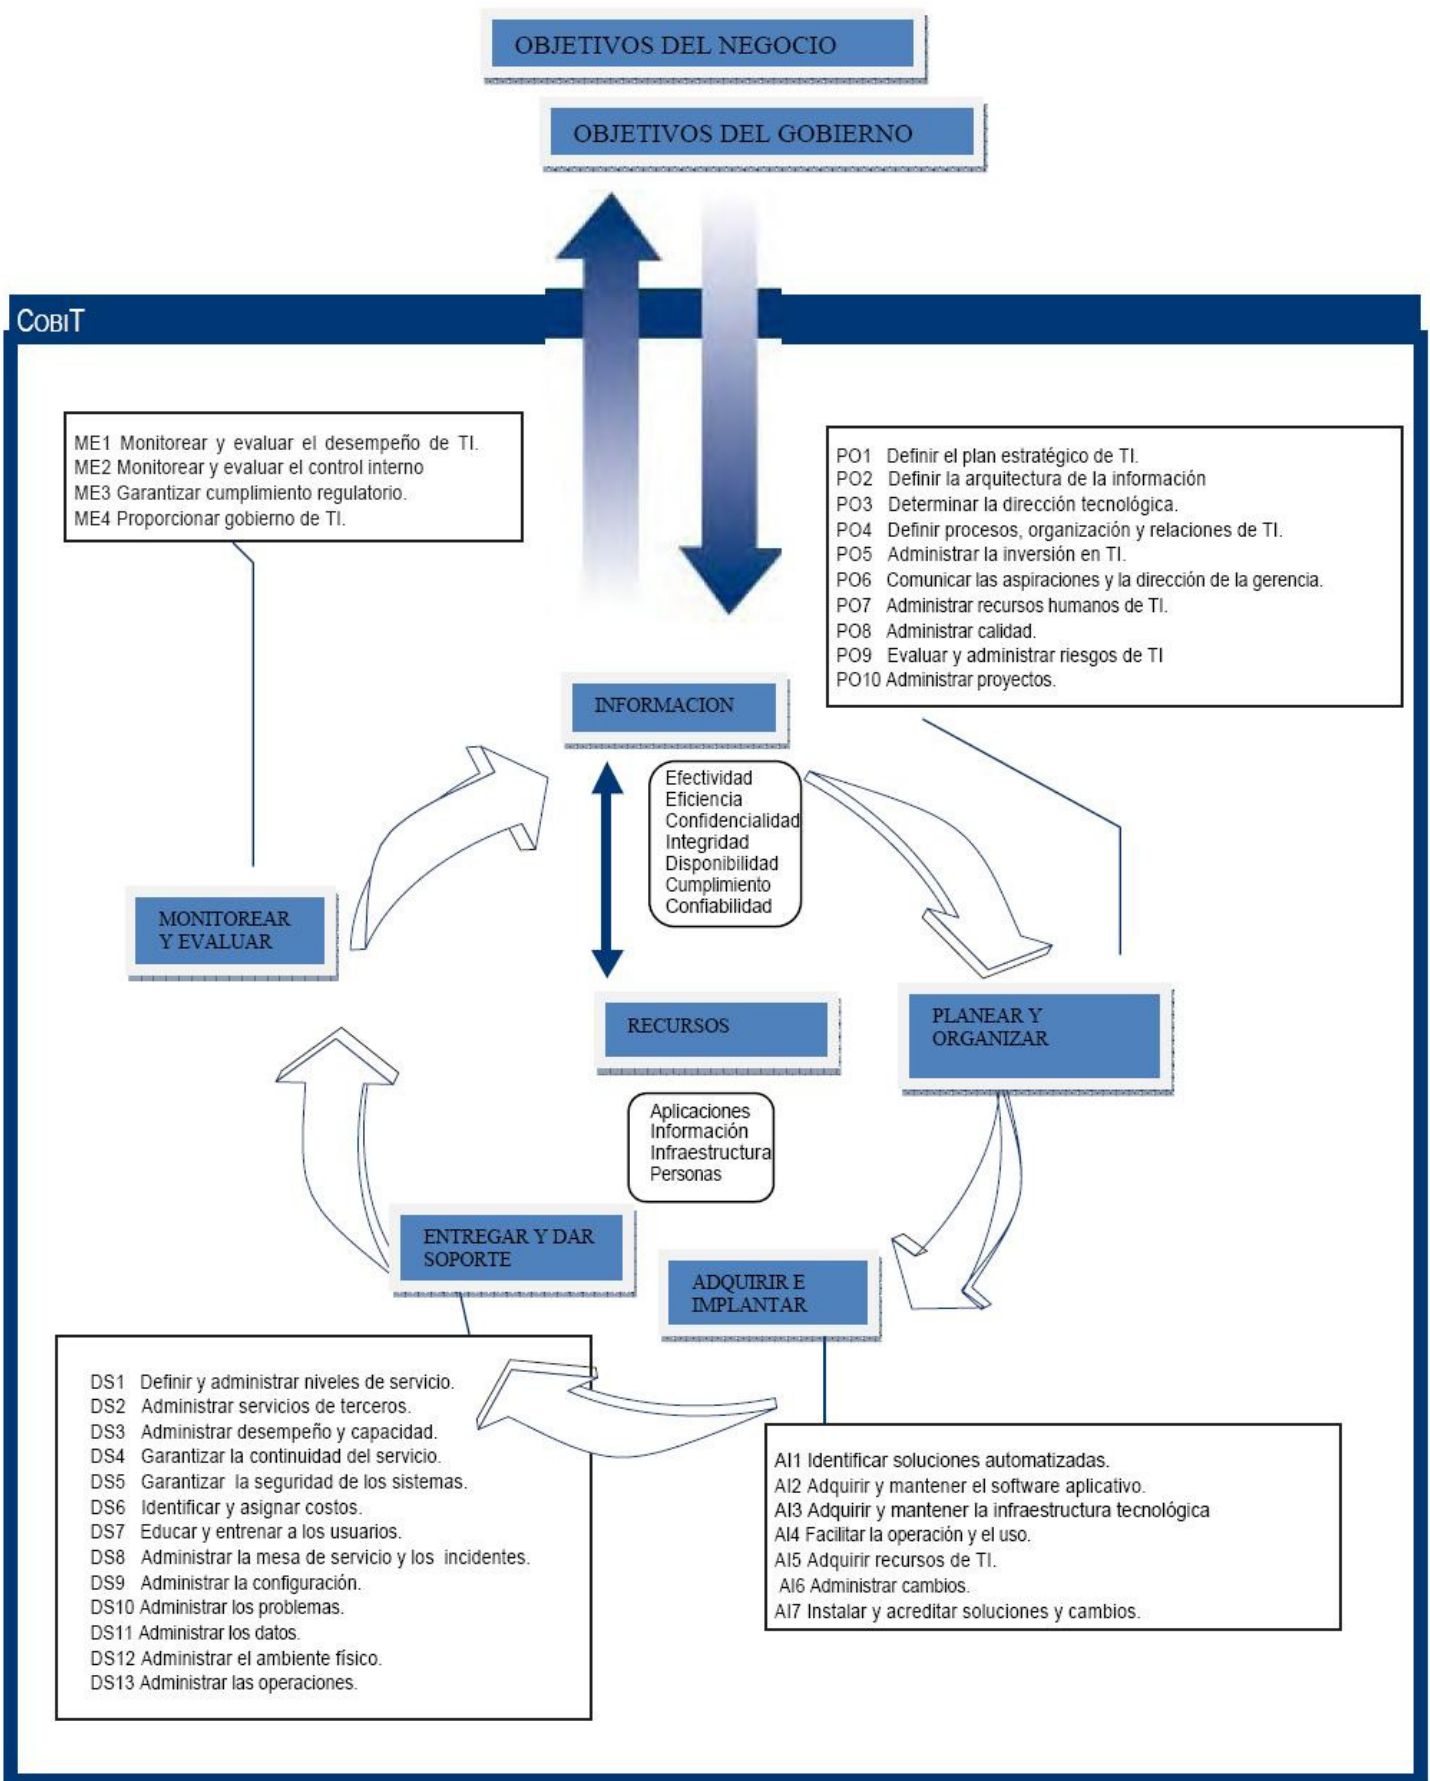 OBJETIVOS DEL NEGOCIO
OBJETIVOS DEL GOBIERNO
COBIT
ME1 Monitorear y evaluar el desempeño de TI.
ME2 Monitorear y evaluar el control interno
ME3 Garantizar cumplimiento regulatorio.
ME4 Proporcionar gobierno de TI.
PO1 Definir el plan estratégico de TI.
PO2 Definir la arquitectura de la información
PO3 Determinar la dirección tecnológica.
PO4 Definir procesos, organización y relaciones de TI.
PO5 Administrar la inversión en TI.
PO6 Comunicar las aspiraciones y la dirección de la gerencia.
PO7 Administrar recursos humanos de TI.
PO8 Administrar calidad.
PO9 Evaluar y administrar riesgos de TI
PO10 Administrar proyectos.
INFORMACION
Efectividad
Eficiencia
Confidencialidad
Integridad
Disponibilidad
Cumplimiento
Confiabilidad
MONITOREAR
Y EVALUAR
RECURSOS
PLANEAR Y
ORGANIZAR
Aplicaciones
Información
Infraestructura
Personas
ENTREGAR Y DAR
SOPORTE
ADQUIRIR E
IMPLANTAR
DS1 Definir y administrar niveles de servicio.
DS2 Administrar servicios de terceros.
DS3 Administrar desempeño y capacidad.
DS4 Garantizar la continuidad del servicio.
DS5 Garantizar la seguridad de los sistemas.
DS6 Identificar y asignar costos.
DS7 Educar y entrenar a los usuarios.
DS8 Administrar la mesa de servicio y los incidentes.
DS9 Administrar la configuración.
DS10 Administrar los problemas.
DS11 Administrar los datos.
DS12 Administrar el ambiente físico.
DS13 Administrar las operaciones.
AI1 Identificar soluciones automatizadas.
AI2 Adquirir y mantener el software aplicativo.
AI3 Adquirir y mantener la infraestructura tecnológica
AI4 Facilitar la operación y el uso.
AI5 Adquirir recursos de TI.
AI6 Administrar cambios.
AI7 Instalar y acreditar soluciones y cambios.